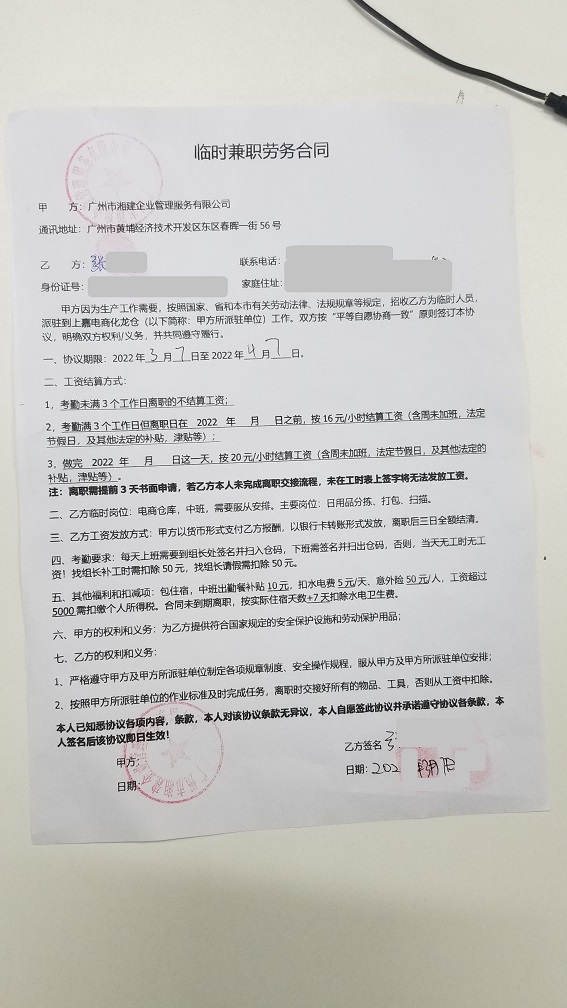 临时兼职劳务合同
甲 方：广州市湘建企业管理服务有限公司
通讯地址：广州市黄埔经济技术开发区东区春晖一街 56 号
乙 方：张 联系电话：
身份证号： 家庭住址：
甲方因为生产工作需要，按照国家、省和本市有关劳动法律、法规规章等规定，招收乙方为临时人员，
派驻到上嘉电商化龙仓（以下简称：甲方所派驻单位）工作。双方按“平等自愿协商一致”原则签订本协
议，明确双方权利/义务，并共同遵守履行。
一、协议期限：2022 年 3 月 7 日至 2022 年 4 月 7 日。
二、工资结算方式：
1，考勤未满 3 个工作日离职的不结算工资；
2，考勤满 3 个工作日但离职日在 2022 年 月 日之前，按 16 元/小时结算工资（含周末加班，法定
节假日，及其他法定的补贴，津贴等）；
3，做完 2022 年 月 日这一天，按 20 元/小时结算工资（含周末加班，法定节假日，及其他法定的
补贴，津贴等）。
注：离职需提前 3 天书面申请，若乙方本人未完成离职交接流程，未在工时表上签字将无法发放工资。
二、乙方临时岗位：电商仓库，中班，需要服从安排。主要岗位：日用品分拣、打包、扫描。
三、乙方工资发放方式：甲方以货币形式支付乙方报酬，以银行卡转账形式发放，离职后三日全额结清。
四、考勤要求：每天上班需要到组长处签名并扫入仓码，下班需签名并扫出仓码，否则，当天无工时无工
资！找组长补工时需扣除 50 元，找组长请假需扣除 50 元。
五、其他福利和扣减项：包住宿，中班出勤餐补贴 10 元，扣水电费 5 元/天、意外险 50 元/人，工资超过
5000 需扣缴个人所得税。合同未到期离职，按实际住宿天数+7 天扣除水电卫生费。
六、甲方的权利和义务：为乙方提供符合国家规定的安全保护设施和劳动保护用品；
七、乙方的权利和义务：
1、严格遵守甲方及甲方所派驻单位制定各项规章制度、安全操作规程，服从甲方及甲方所派驻单位安排；
2、按照甲方所派驻单位的作业标准及时完成任务，离职时交接好所有的物品、工具，否则从工资中扣除。
本人已知悉协议各项内容，条款，本人对该协议条款无异议，本人自愿签此协议并承诺遵守协议各条款，本
人签名后该协议即日生效！
甲方： 乙方签名
日期： 日期：202